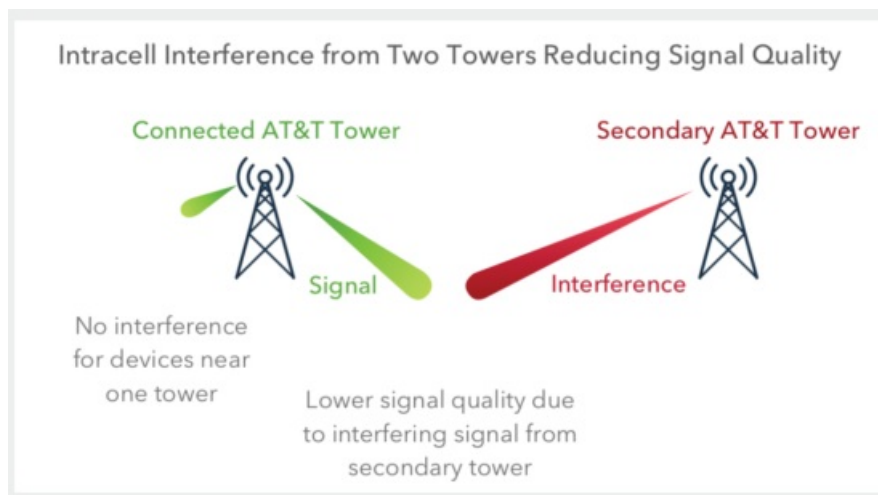 Intracell Interference from Two Towers Reducing Signal Quality
Connected AT&T Tower
Secondary AT&T Tower
Signal
Interference
No interference
for devices near
one tower
Lower signal quality due
to interfering signal from
secondary tower